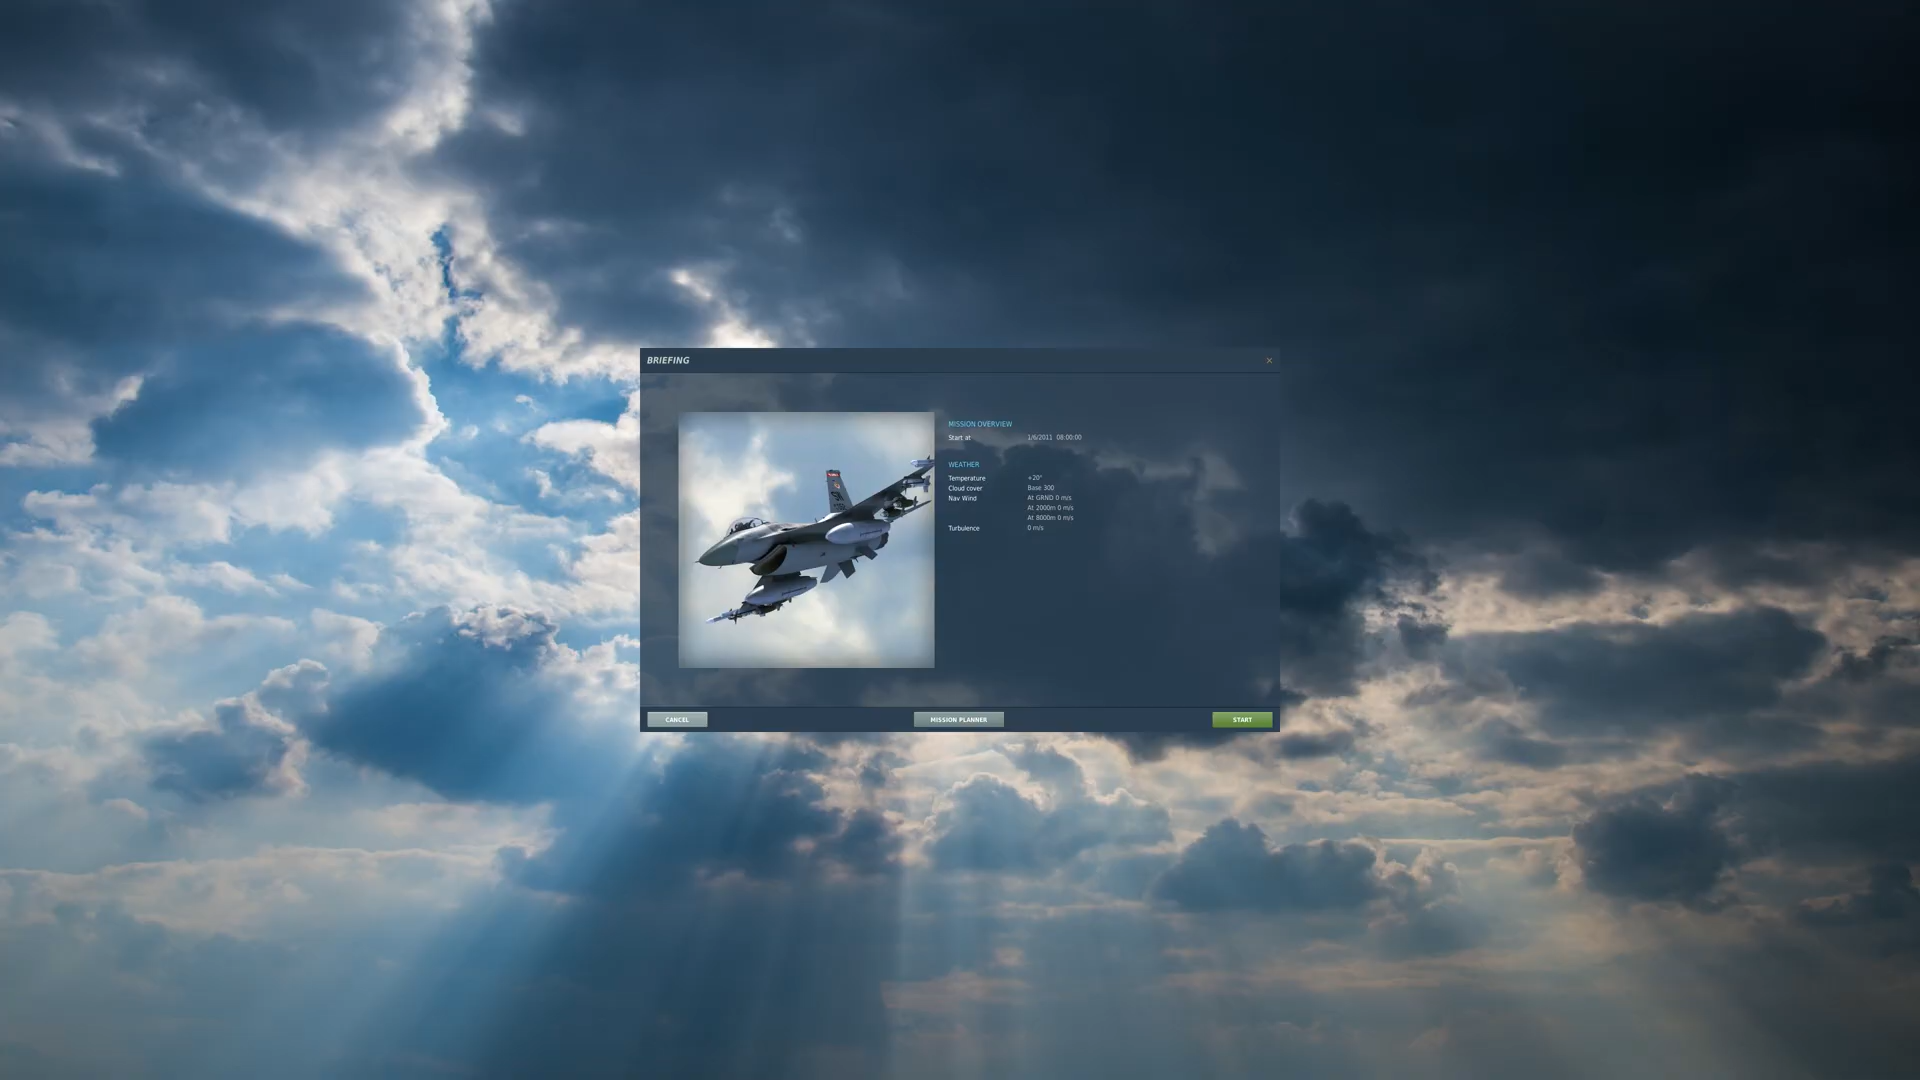 BRIEFING
MISSION OVERVIEW
Start at 1/6/2011 08:00:00
WEATHER
Temperature +20°
Cloud cover Base 300
Nav Wind At GRND 0 m/s
At 2000m 0 m/s
At 8000m 0 m/s
Turbulence 0 m/s
CANCEL
MISSION PLANNER
START